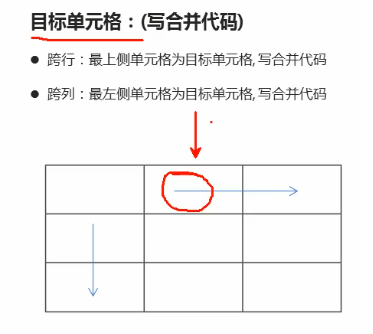 目标单元格：(写合并代码)
● 跨行：最上侧单元格为目标单元格, 写合并代码
● 跨列：最左侧单元格为目标单元格, 写合并代码